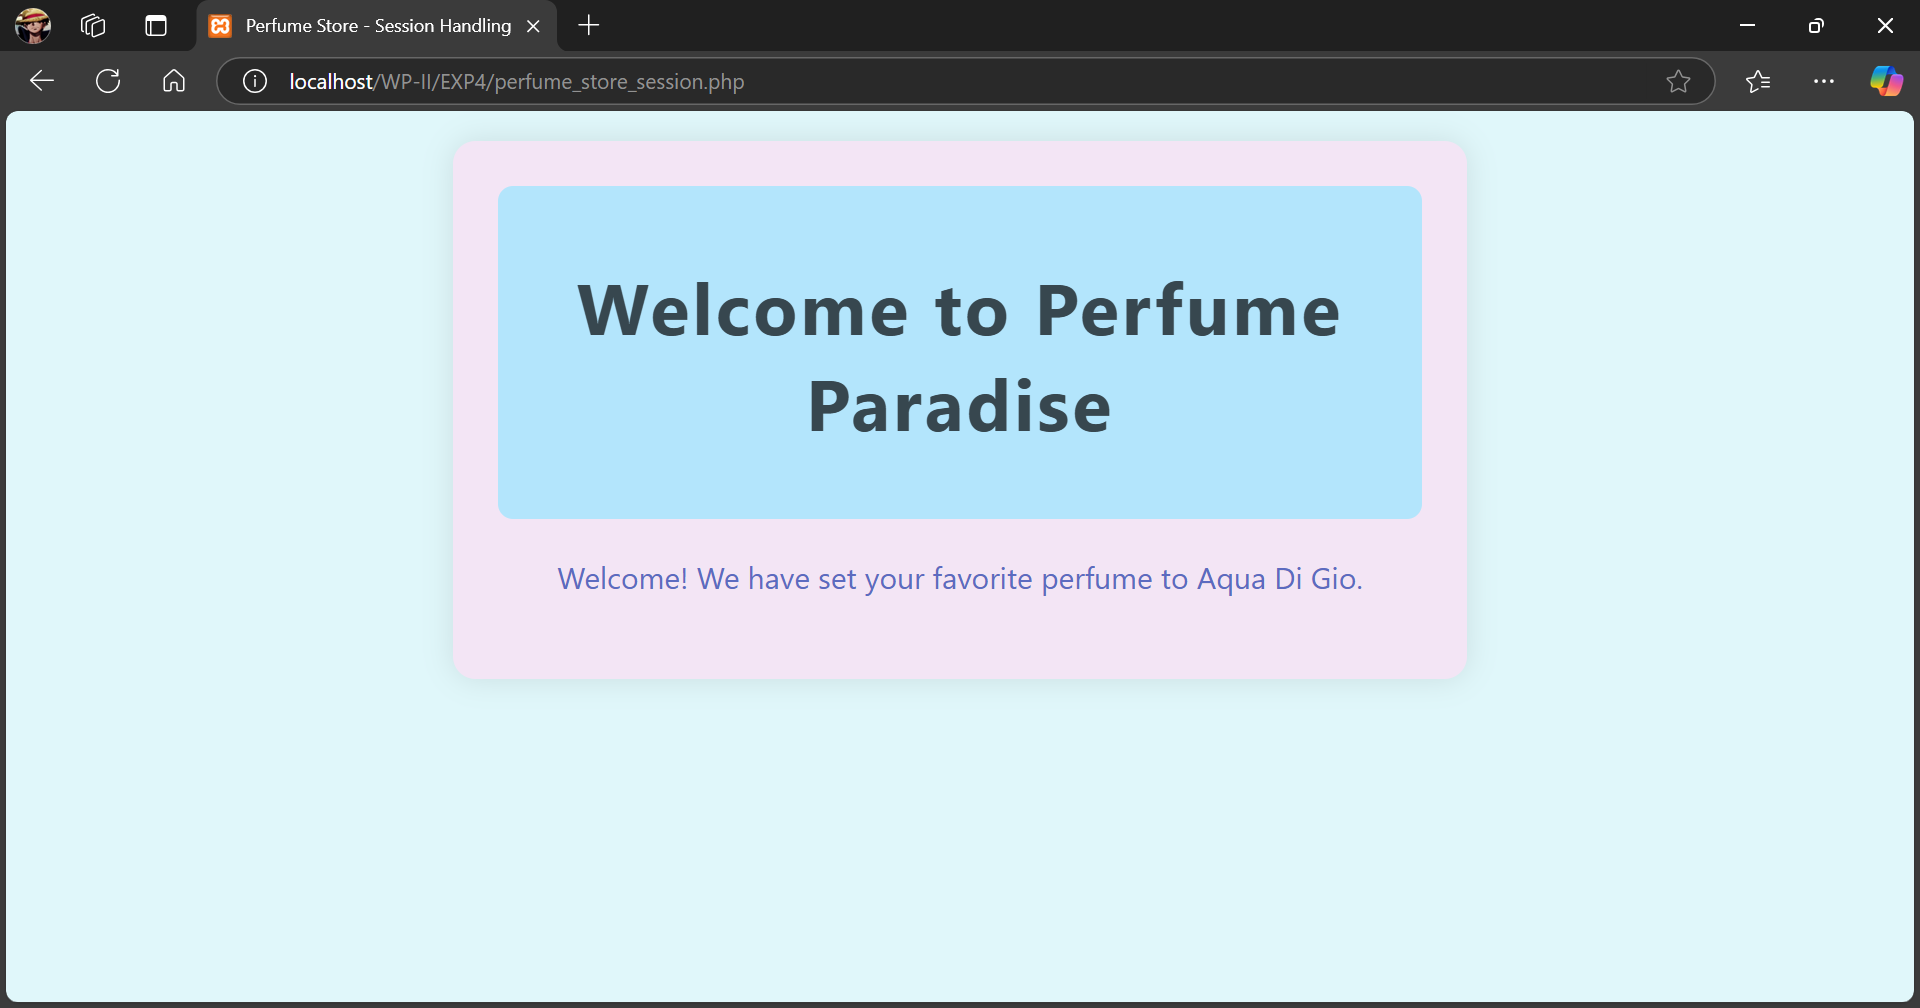 Perfume Store - Session Handling
localhost/WP-II/EXP4/perfume_store_session.php
Welcome to Perfume
Paradise
Welcome! We have set your favorite perfume to Aqua Di Gio.